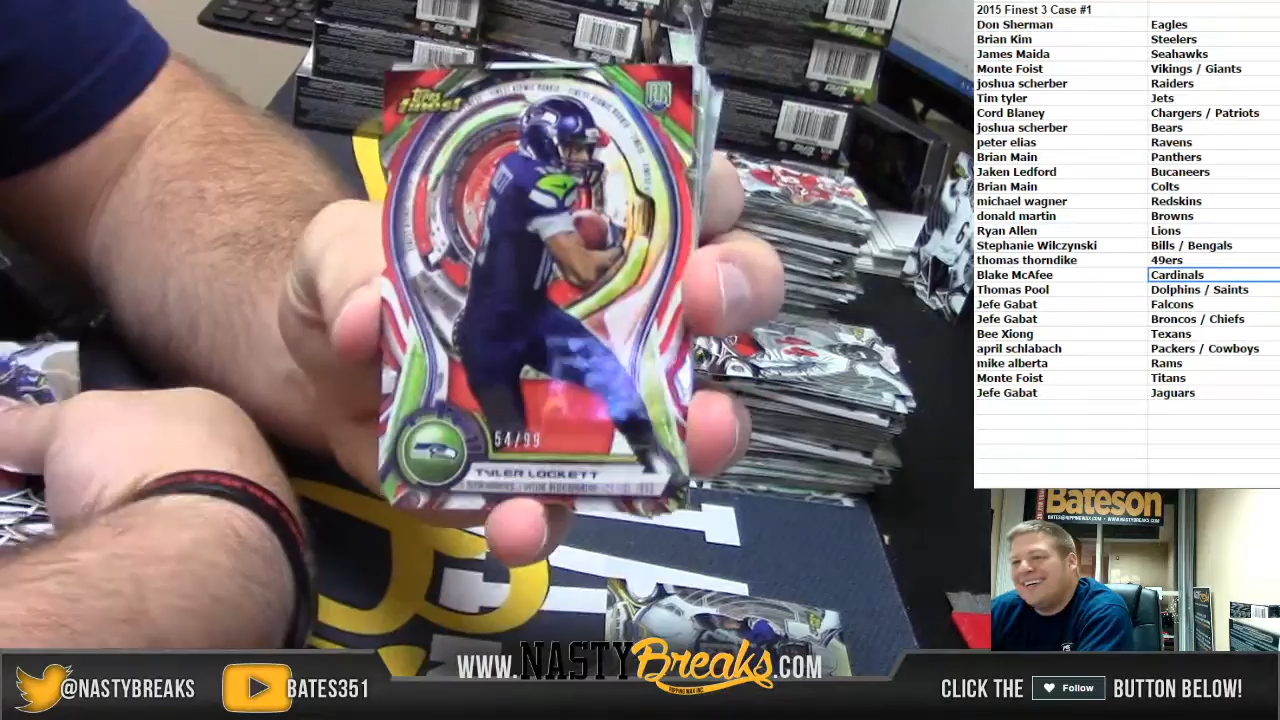 2015 Finest 3 Case #1
Don Sherman Eagles
Brian Kim Steelers
James Maida Seahawks
Monte Foist Vikings / Giants
joshua scherber Raiders
Tim tyler Jets
Cord Blaney Chargers / Patriots
joshua scherber Bears
peter elias Ravens
Brian Main Panthers
Jaken Ledford Bucaneers
Brian Main Colts
michael wagner Redskins
donald martin Browns
Ryan Allen Lions
Stephanie Wilczynski Bills / Bengals
thomas thorndike 49ers
Blake McAfee Cardinals
Thomas Pool Dolphins / Saints
Jefe Gabat Falcons
Jefe Gabat Broncos / Chiefs
Bee Xiong Texans
april schlabach Packers / Cowboys
mike alberta Rams
Monte Foist Titans
Jefe Gabat Jaguars
Topps
Finest
54/99
TYLER LOCKETT
Bateson
@NASTYBREAKS
BATES351
WWW.NASTYBreaks.COM
RIPPING WAX INC
CLICK THE Follow BUTTON BELOW!